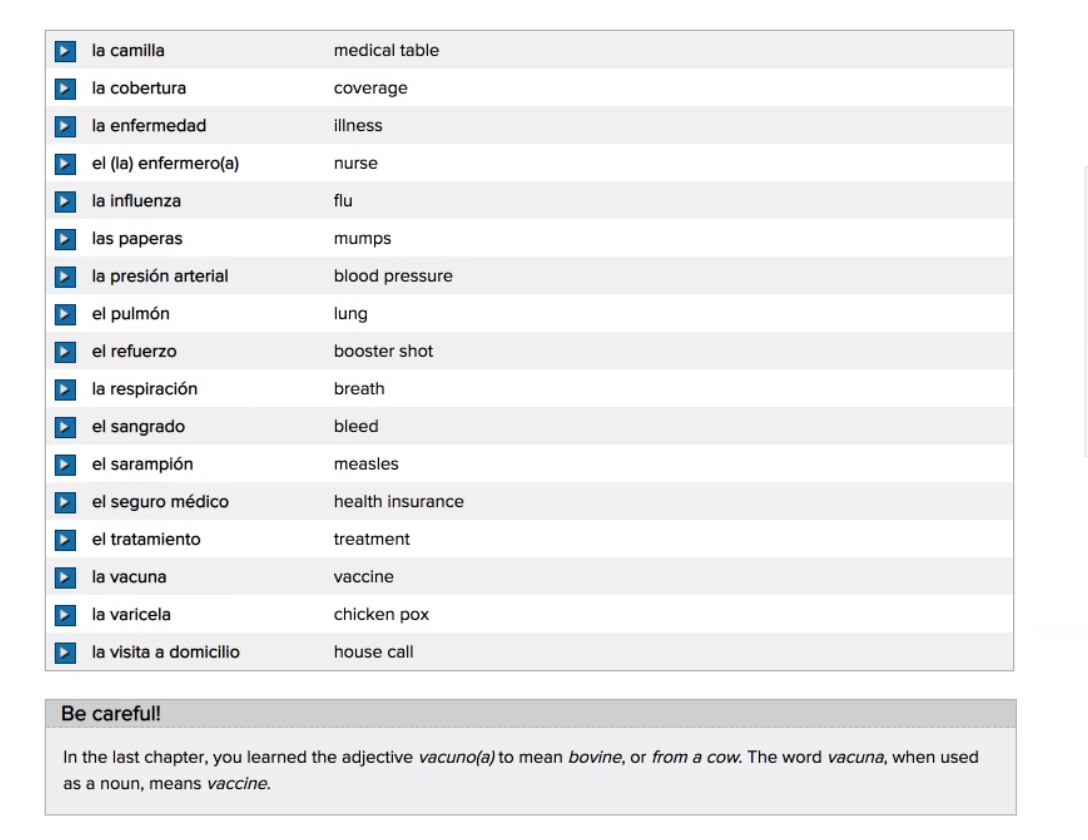 la camilla medical table
la cobertura coverage
la enfermedad illness
el (la) enfermero(a) nurse
la influenza flu
las paperas mumps
la presión arterial blood pressure
el pulmón lung
el refuerzo booster shot
la respiración breath
el sangrado bleed
el sarampión measles
el seguro médico health insurance
el tratamiento treatment
la vacuna vaccine
la varicela chicken pox
la visita a domicilio house call
Be careful!
In the last chapter, you learned the adjective vacuno(a) to mean bovine, or from a cow. The word vacuna, when used
as a noun, means vaccine.